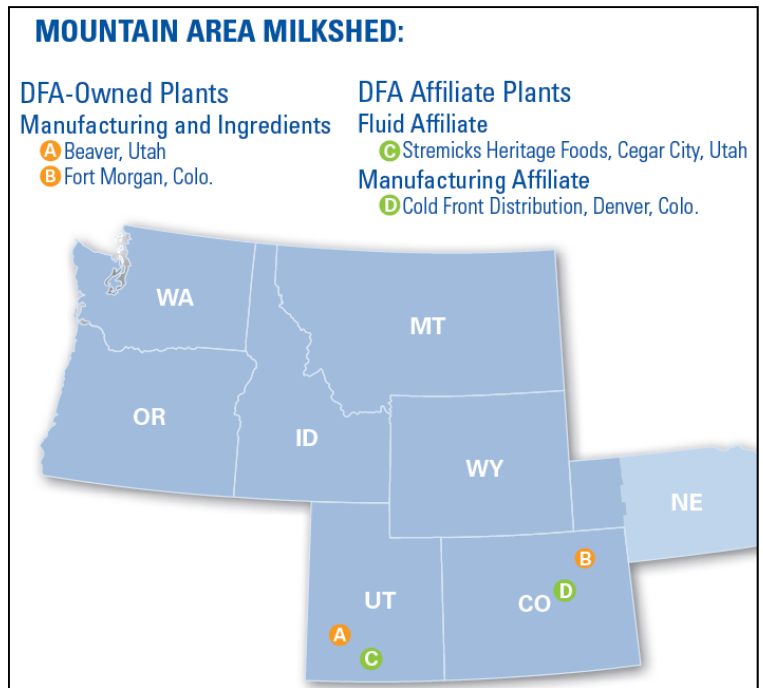 MOUNTAIN AREA MILKSHED:
DFA-Owned Plants
Manufacturing and Ingredients
A Beaver, Utah
B Fort Morgan, Colo.
DFA Affiliate Plants
Fluid Affiliate
C Stremicks Heritage Foods, Cegar City, Utah
Manufacturing Affiliate
D Cold Front Distribution, Denver, Colo.
WA
MT
OR
ID
WY
NE
B
UT
CO
D
A
C